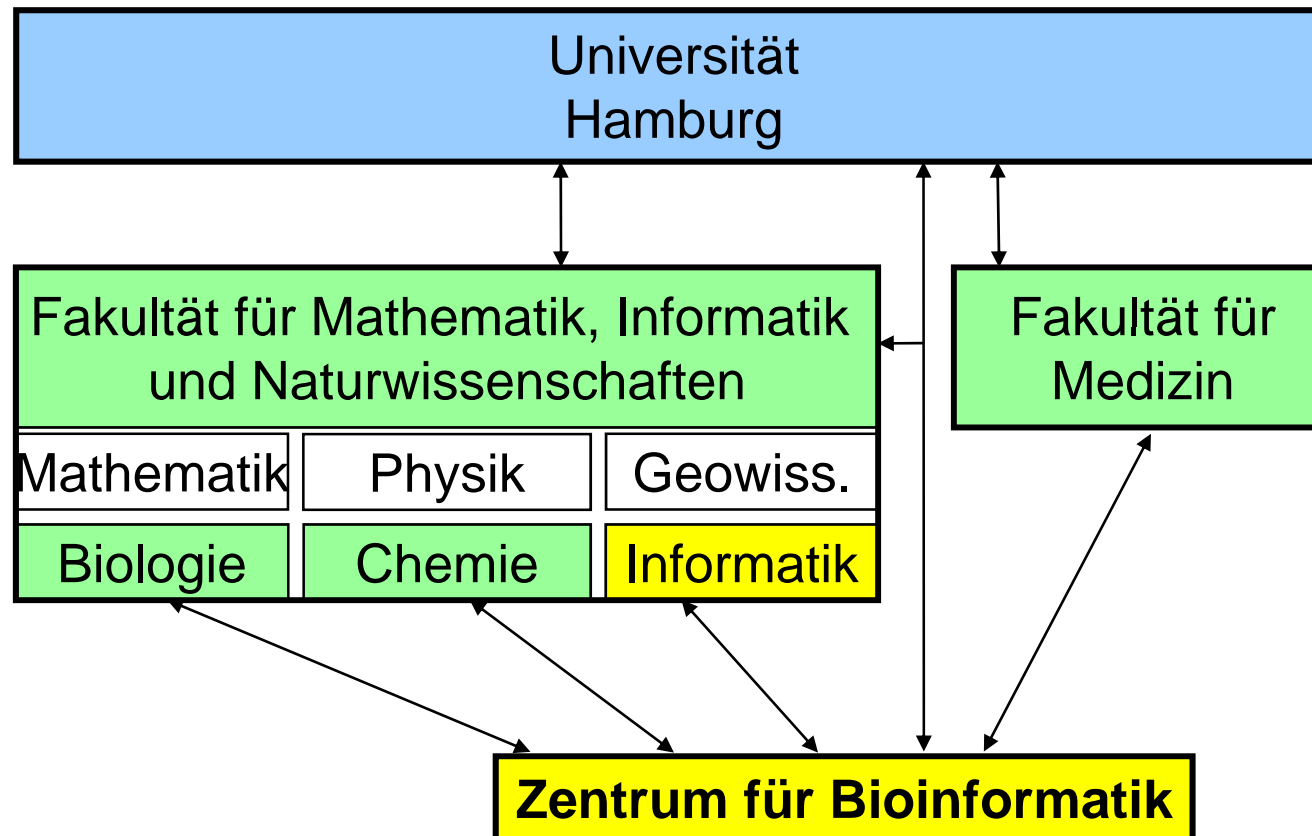 Universität
Hamburg
Fakultät für Mathematik, Informatik
und Naturwissenschaften
Fakultät für
Medizin
Mathematik
Physik
Geowiss.
Biologie
Chemie
Informatik
Zentrum für Bioinformatik